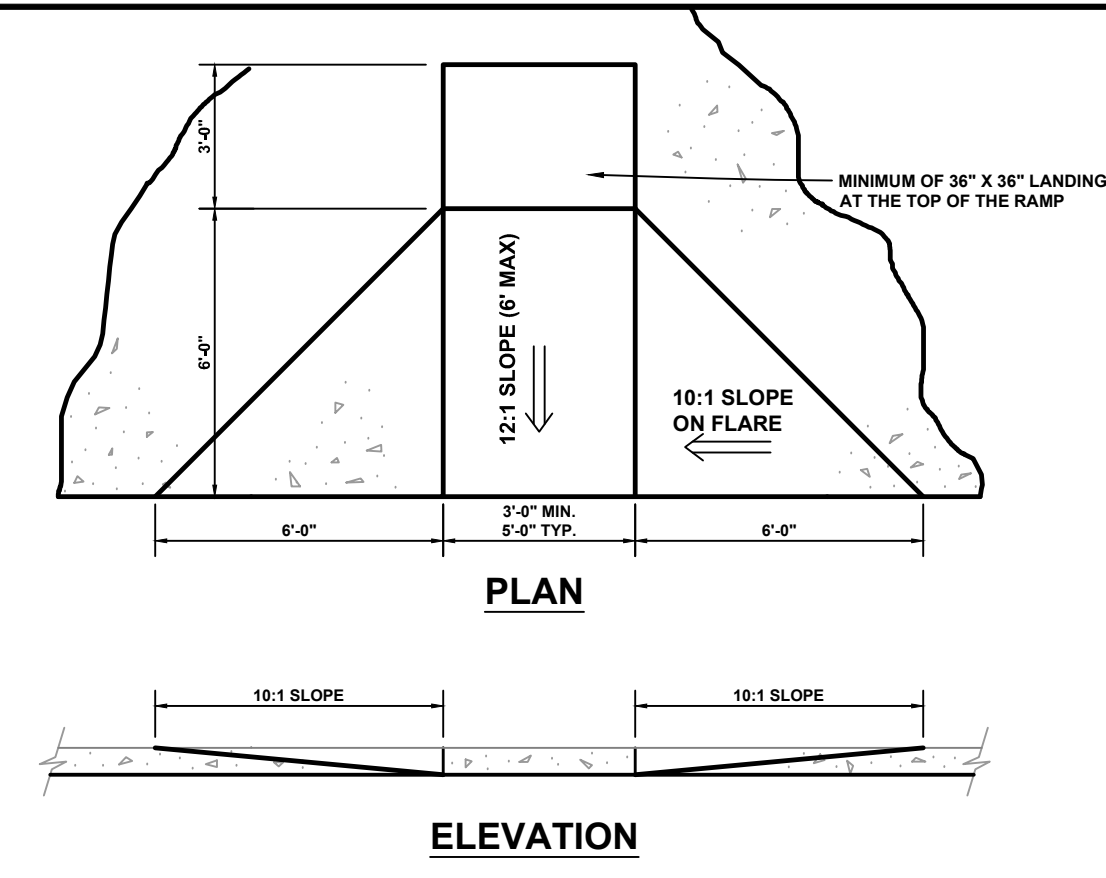 3'-0"
MINIMUM OF 36" X 36" LANDING
AT THE TOP OF THE RAMP
6'-0"
12:1 SLOPE (6' MAX)
10:1 SLOPE
ON FLARE
6'-0"
3'-0" MIN.
5'-0" TYP.
6'-0"
PLAN
10:1 SLOPE
10:1 SLOPE
ELEVATION